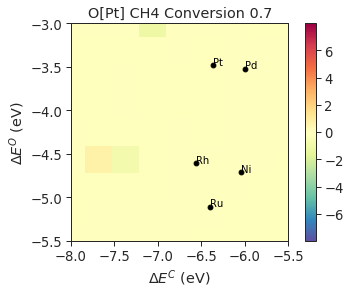 O[Pt] CH4 Conversion 0.7
ΔE^O (eV)
−3.0
−3.5
−4.0
−4.5
−5.0
−5.5
Pt
Pd
Rh
Ni
Ru
−8.0 −7.5 −7.0 −6.5 −6.0 −5.5
ΔE^C (eV)
6
4
2
0
−2
−4
−6